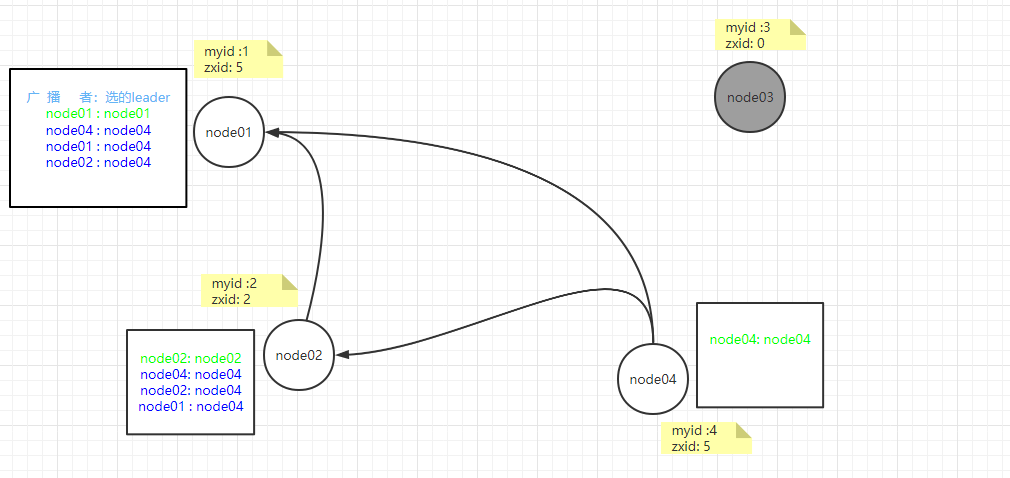 myid :3
zxid: 0
node03
myid :1
zxid: 5
广 播 者：选的leader
node01 : node01
node04 : node04
node01 : node04
node02 : node04
node01
myid :2
zxid: 2
node02: node02
node04: node04
node02: node04
node01 : node04
node02
node04
node04: node04
myid :4
zxid: 5